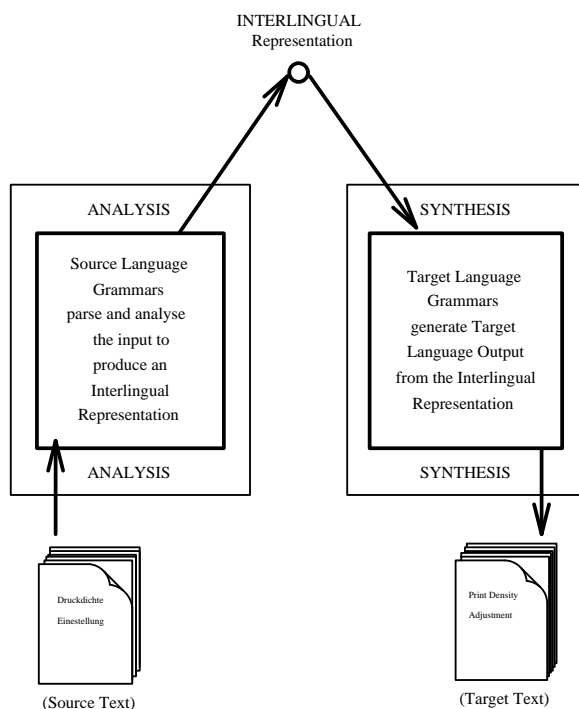 INTERLINGUAL
Representation
ANALYSIS
Source Language
Grammars
parse and analyse
the input to
produce an
Interlingual
Representation
ANALYSIS
SYNTHESIS
Target Language
Grammars
generate Target
Language Output
from the Interlingual
Representation
SYNTHESIS
Druckdichte
Einestellung
(Source Text)
Print Density
Adjustment
(Target Text)